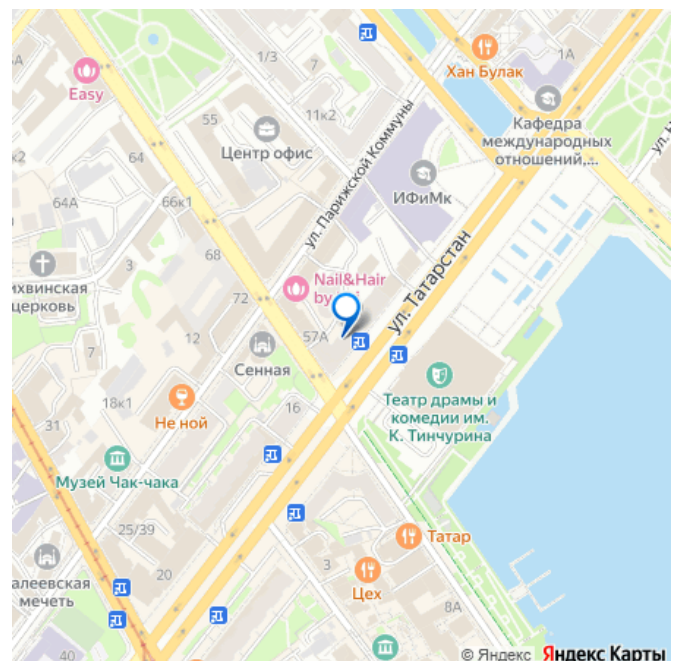 1/3
7
1А
Хан Булак
Easy
55
11к2
Кафедра
международных
отношений,...
Центр офис
64
к2
ул. Парижской Коммуны
ИФиМк
64А
66к1
68
3
ихвинская
церковь
ул. Татарстан
Nail&Hair
by
72
57А
12
7
Сенная
Театр драмы и
комедии им.
К. Тинчурина
18к1
16
31
Не ной
Музей Чак-чака
25/39
Татар
3
20
Цех
алеевская
мечеть
8А
40
© Яндекс Яндекс Карты